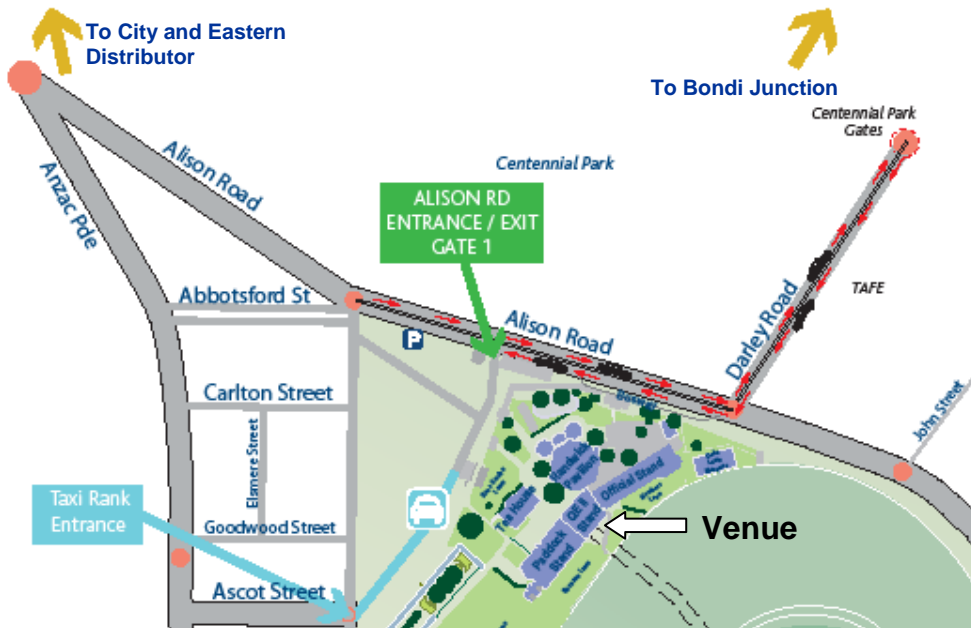 To City and Eastern
Distributor
To Bondi Junction
Centennial Park
Gates
Alison Road
Centennial Park
Anzac Pde
ALISON RD
ENTRANCE / EXIT
GATE 1
TAFE
Abbotsford St
Alison Road
Darley Road
P
Carlton Street
John Street
Elsmere Street
Randwick
Pavilion
Official Stand
Taxi Rank
Entrance
Tea House
QE II
Stand
Venue
Goodwood Street
Paddock
Stand
Ascot Street